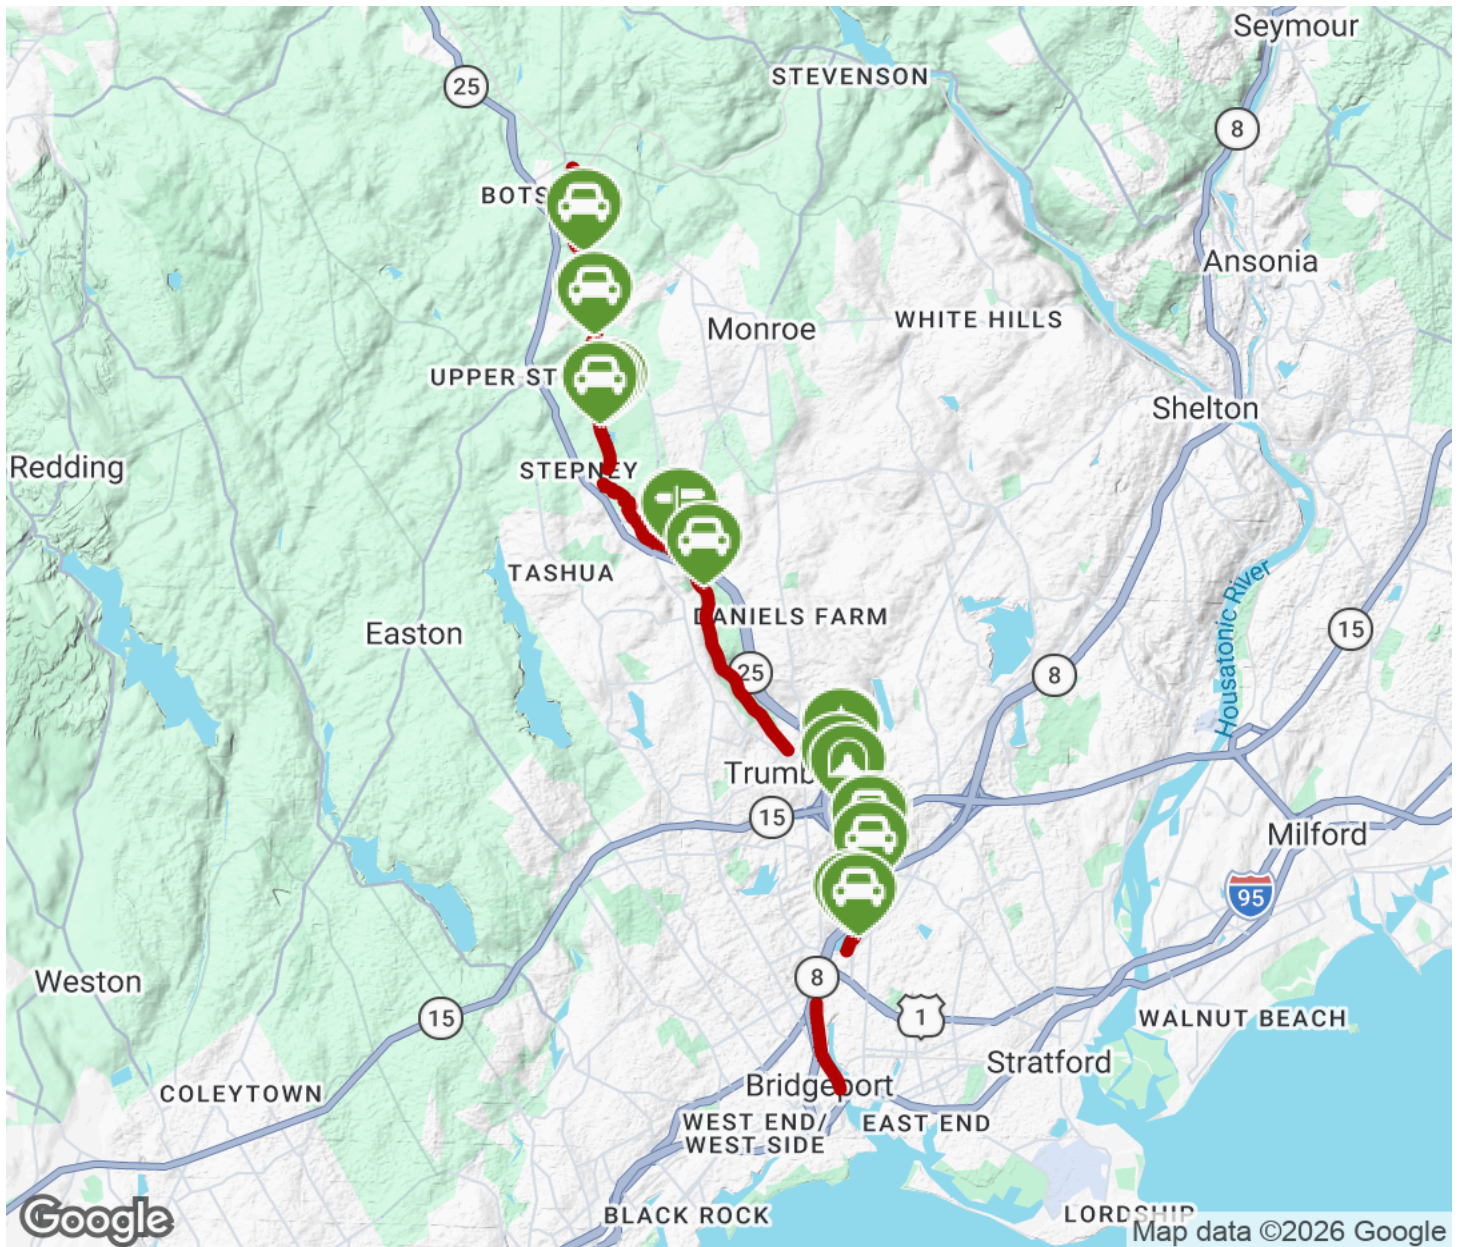 Seymour
STEVENSON
25
8
BOTS
Ansonia
WHITE HILLS
Monroe
UPPER ST
Shelton
Redding
STEPNEY
TASHUA
Housatonic River
DANIELS FARM
15
Easton
25
8
Trumb
15
Milford
95
Weston
8
15
1
WALNUT BEACH
Stratford
Bridgeport
COLEYTOWN
WEST END/
WEST SIDE
EAST END
BLACK ROCK
LORDSHIP
Google
Map data ©2026 Google